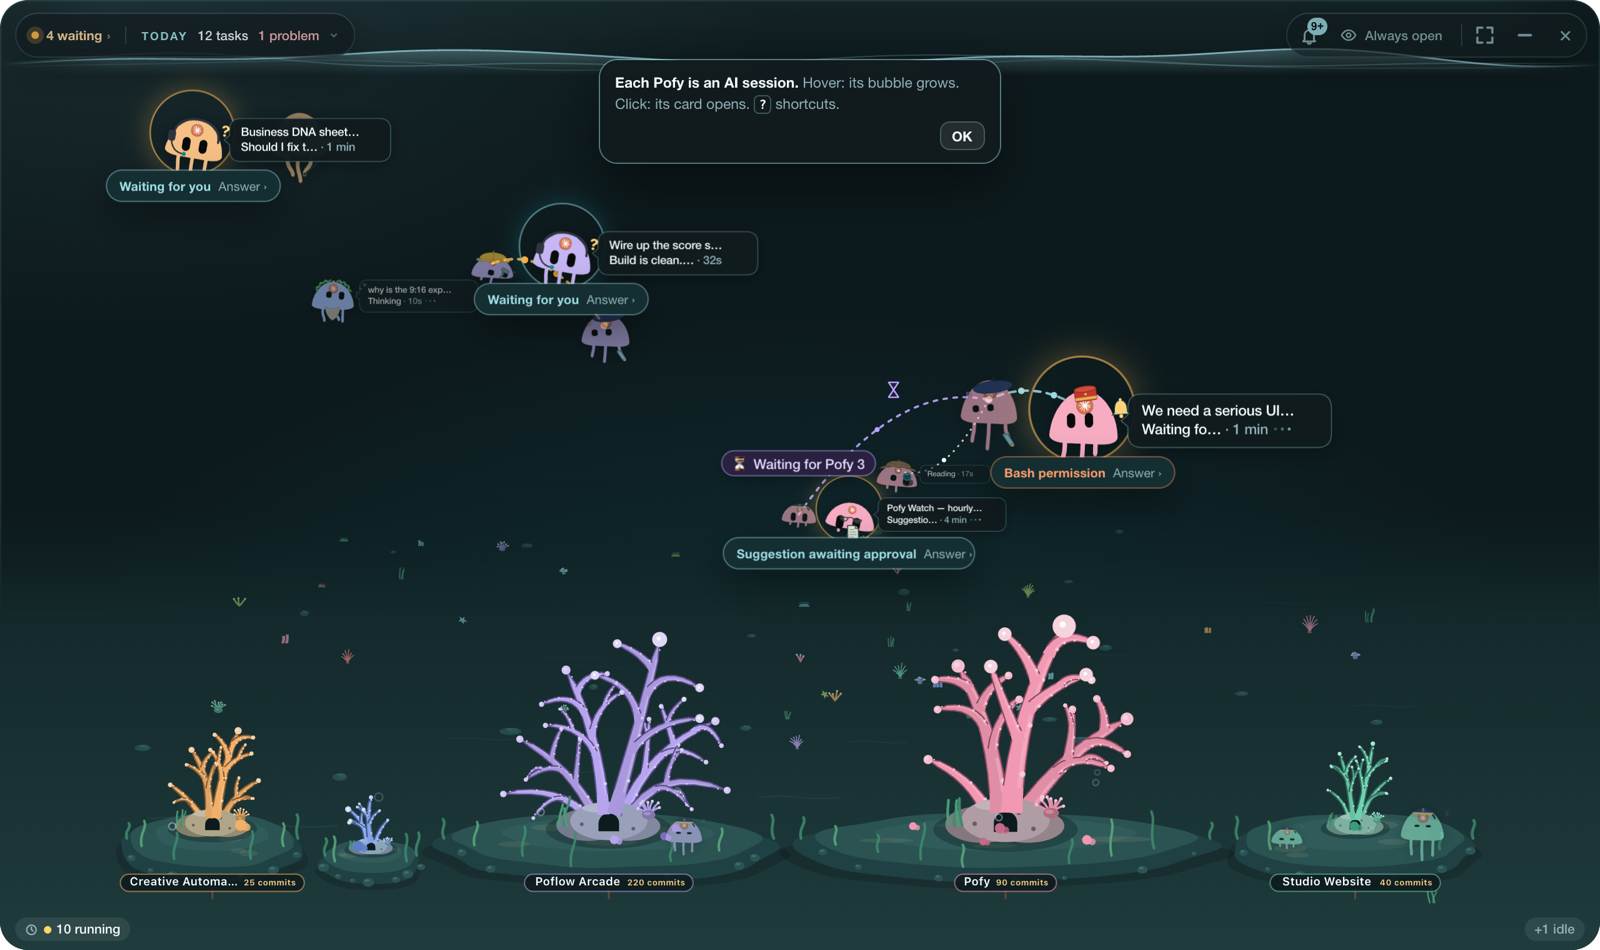 4 waiting ›
TODAY 12 tasks 1 problem
9+
Always open
Each Pofy is an AI session. Hover: its bubble grows.
Click: its card opens. ? shortcuts.
OK
?
Business DNA sheet...
Should I fix t... · 1 min
Waiting for you Answer ›
?
Wire up the score s...
Build is clean.... · 32s
why is the 9:16 exp...
Thinking · 10s ···
Waiting for you Answer ›
We need a serious UI...
Waiting fo... · 1 min ···
Waiting for Pofy 3
Reading · 17s
Bash permission Answer ›
Pofy Watch — hourly...
Suggestio... · 4 min ···
Suggestion awaiting approval Answer ›
Creative Automa... 25 commits
Poflow Arcade 220 commits
Pofy 90 commits
Studio Website 40 commits
10 running
+1 idle